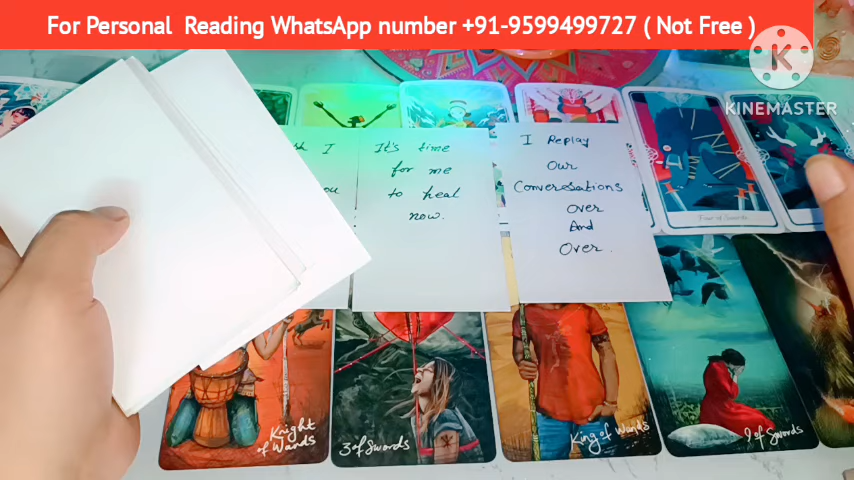 For Personal Reading WhatsApp number +91-9599499727 ( Not Free )
K
KINEMASTER
I
ou
It's time
for me
to heal
now.
I Replay
Our
Conversations
over
And
Over.
Four of Swords
Knight
of Wands
3 of Swords
King of Wands
9 of Swords